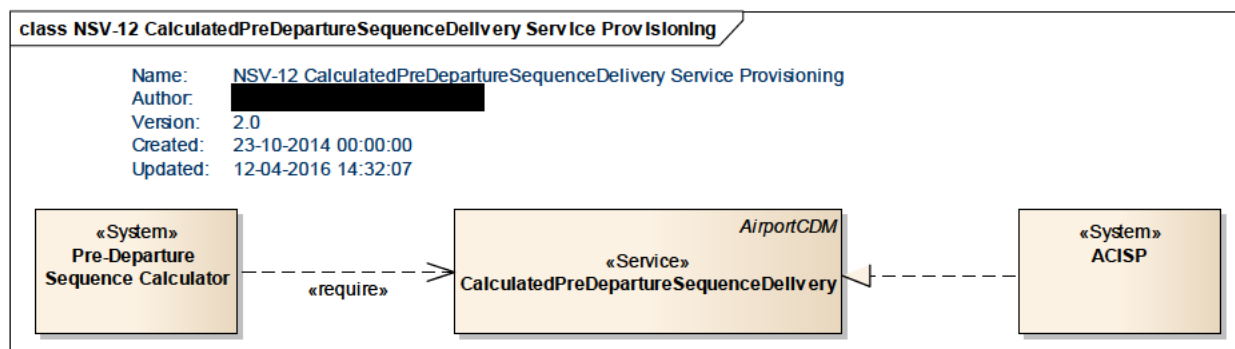 class NSV-12 CalculatedPreDepartureSequenceDelivery Service Provisioning
Name: NSV-12 CalculatedPreDepartureSequenceDelivery Service Provisioning
Author:
Version: 2.0
Created: 23-10-2014 00:00:00
Updated: 12-04-2016 14:32:07
«System»
Pre-Departure
Sequence Calculator
«require»
AirportCDM
«Service»
CalculatedPreDepartureSequenceDelivery
«System»
ACISP